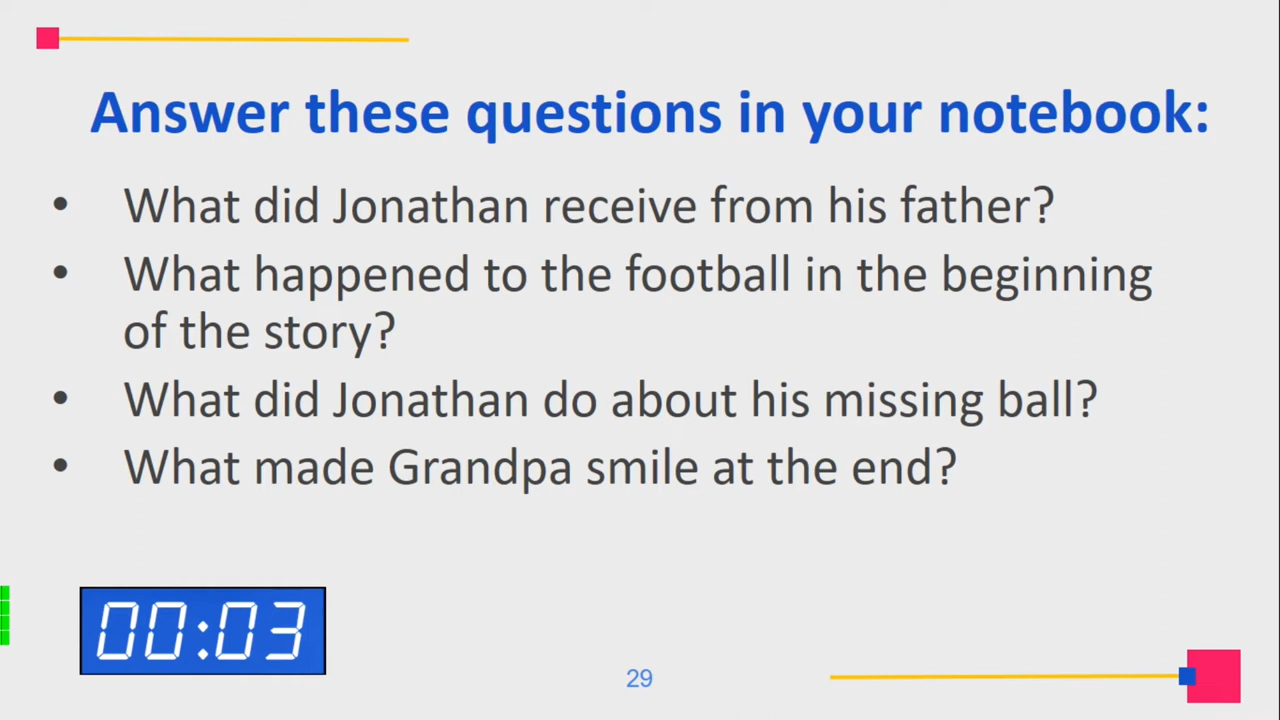 Answer these questions in your notebook:
• What did Jonathan receive from his father?
• What happened to the football in the beginning
of the story?
• What did Jonathan do about his missing ball?
• What made Grandpa smile at the end?
00:03
29